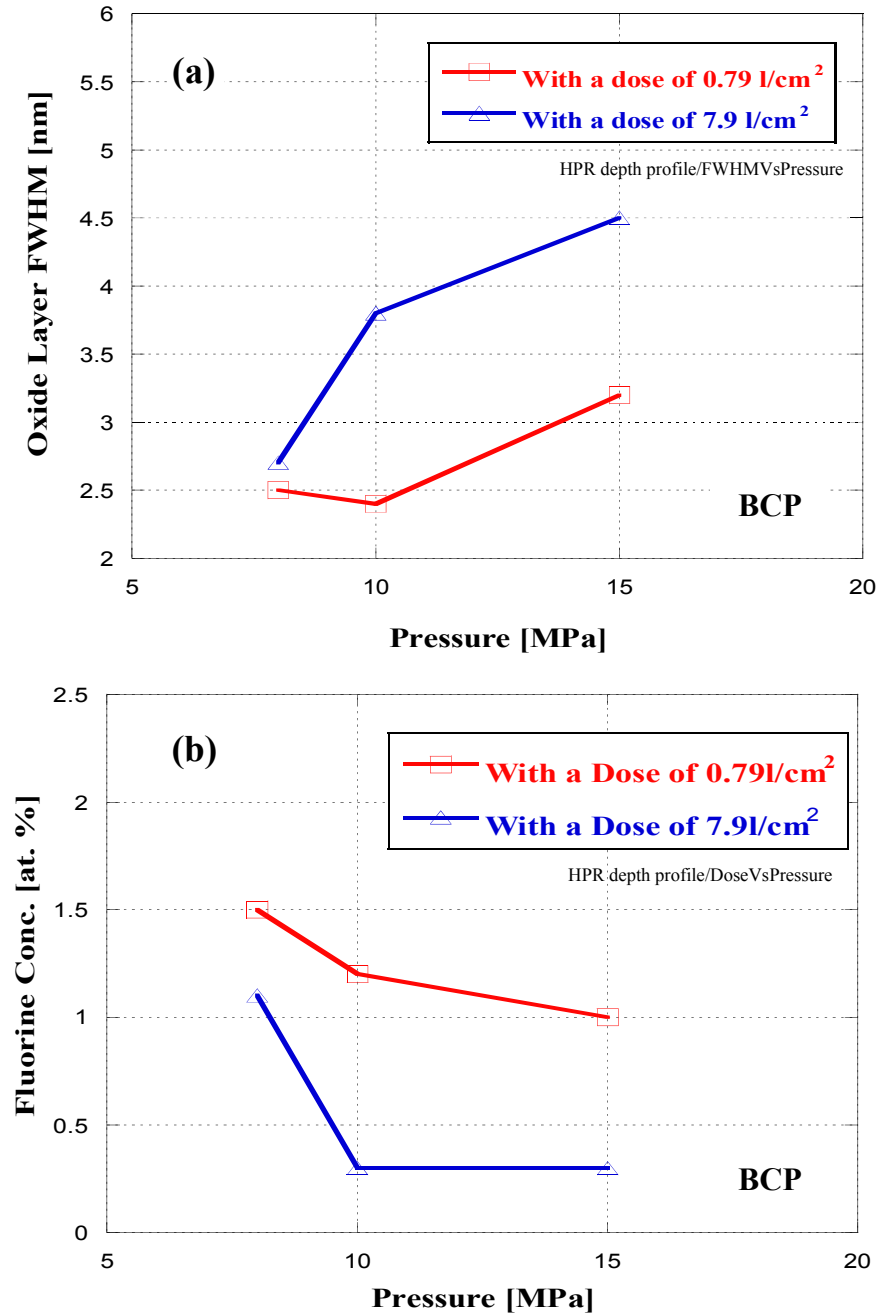 6
(a)
With a dose of 0.79 l/cm²
5.5
With a dose of 7.9 l/cm²
5
HPR depth profile/FWHMVsPressure
4.5
4
3.5
3
2.5
BCP
2
5
10
15
20
Oxide Layer FWHM [nm]
Pressure [MPa]
2.5
(b)
With a Dose of 0.79l/cm²
2
With a Dose of 7.9l/cm²
HPR depth profile/DoseVsPressure
1.5
1
0.5
BCP
0
5
10
15
20
Fluorine Conc. [at. %]
Pressure [MPa]